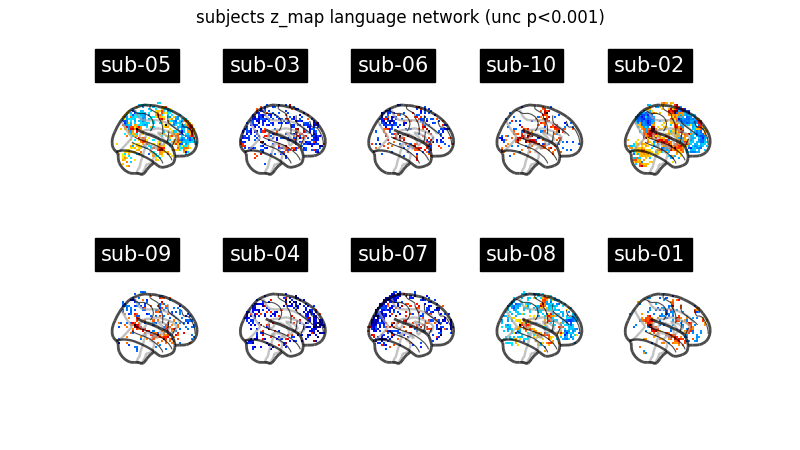 subjects z_map language network (unc p<0.001)
sub-05
sub-03
sub-06
sub-10
sub-02
sub-09
sub-04
sub-07
sub-08
sub-01